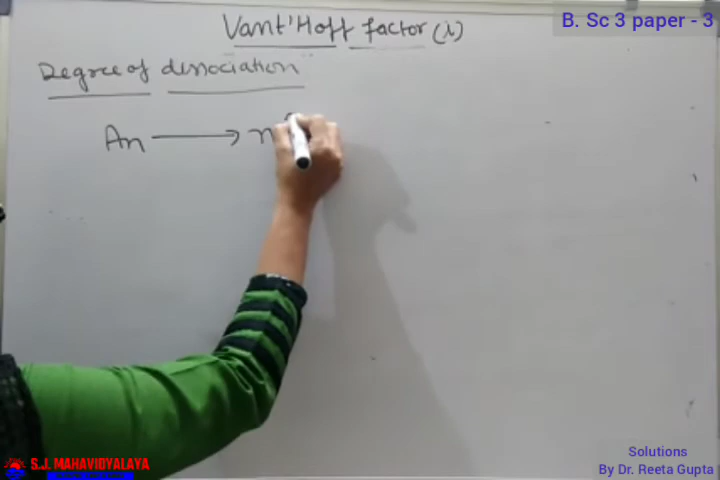 Vant'Hoff factor (i)
B. Sc 3 paper - 3
Degree of dissociation
An ⟶ n
S.J. MAHAVIDYALAYA
Solutions
By Dr. Reeta Gupta